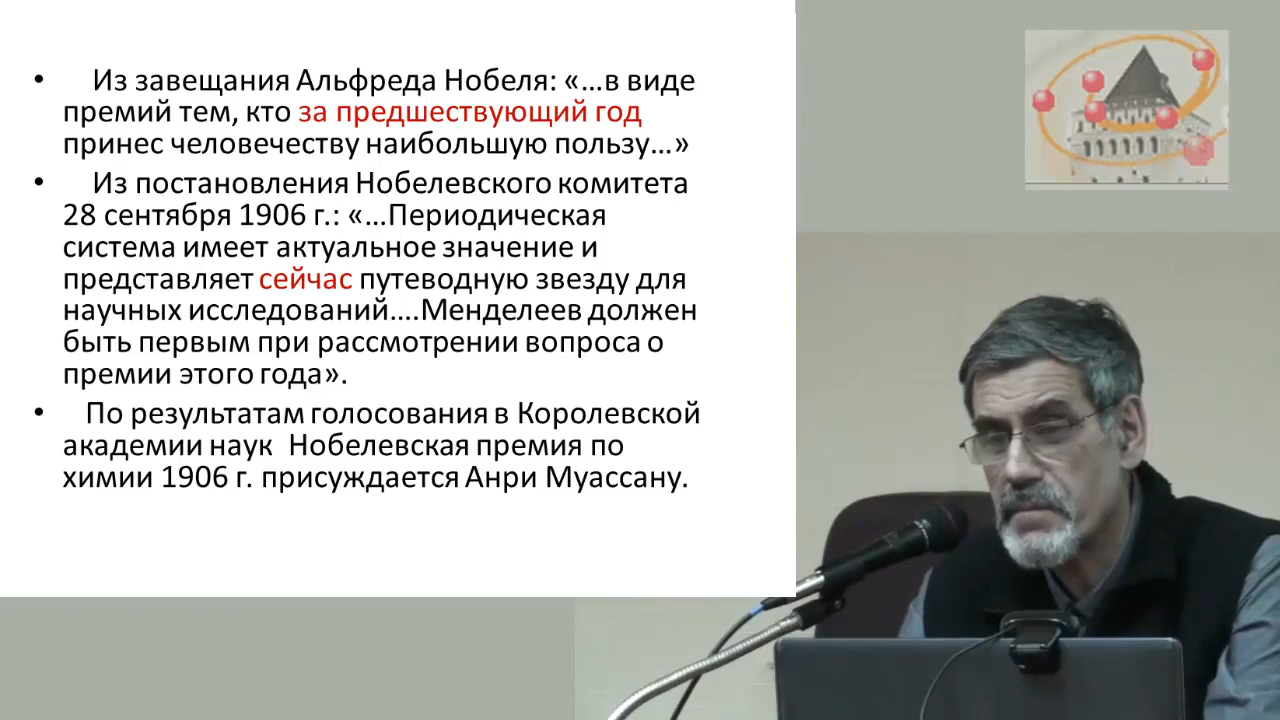 • Из завещания Альфреда Нобеля: «…в виде
премий тем, кто за предшествующий год
принес человечеству наибольшую пользу…»
• Из постановления Нобелевского комитета
28 сентября 1906 г.: «…Периодическая
система имеет актуальное значение и
представляет сейчас путеводную звезду для
научных исследований….Менделеев должен
быть первым при рассмотрении вопроса о
премии этого года».
• По результатам голосования в Королевской
академии наук Нобелевская премия по
химии 1906 г. присуждается Анри Муассану.